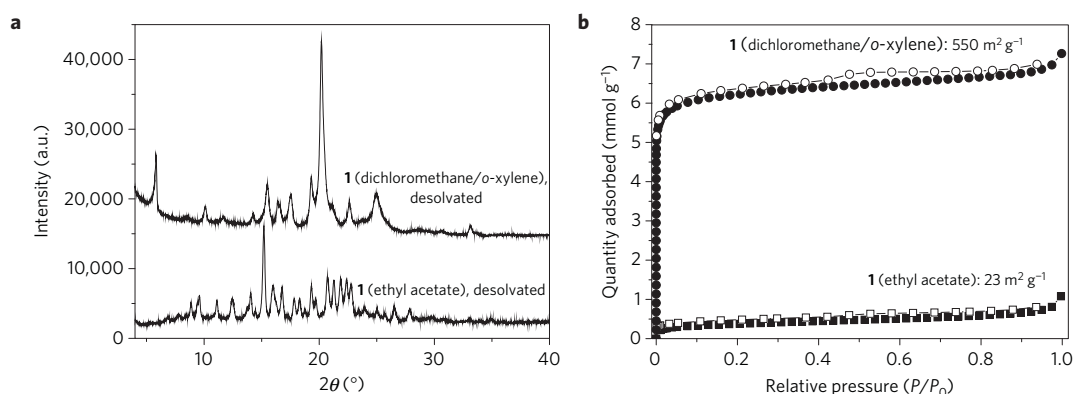 a
40,000
30,000
20,000
10,000
0
Intensity (a.u.)
1 (dichloromethane/o-xylene),
desolvated
1 (ethyl acetate), desolvated
10
20
30
40
2θ (°)
b
8
7
6
5
4
3
2
1
0
Quantity adsorbed (mmol g⁻¹)
1 (dichloromethane/o-xylene): 550 m² g⁻¹
1 (ethyl acetate): 23 m² g⁻¹
0
0.2
0.4
0.6
0.8
1.0
Relative pressure (P/P₀)